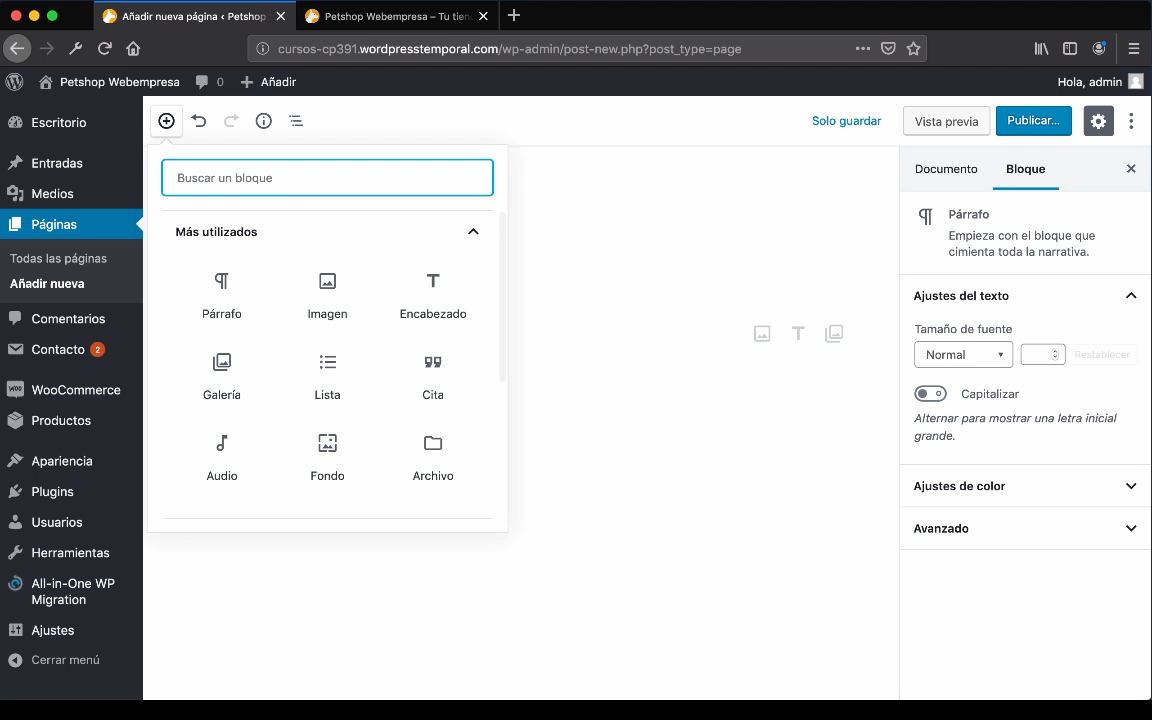 Añadir nueva página ‹ Petshop
Petshop Webempresa – Tu tien
cursos-cp391.wordpresstemporal.com/wp-admin/post-new.php?post_type=page
Petshop Webempresa
0
Añadir
Hola, admin
Escritorio
Entradas
Medios
Páginas
Todas las páginas
Añadir nueva
Comentarios
Contacto 2
WooCommerce
Productos
Apariencia
Plugins
Usuarios
Herramientas
All-in-One WP
Migration
Ajustes
Cerrar menú
Solo guardar
Vista previa
Publicar...
Buscar un bloque
Más utilizados
Párrafo
Imagen
Encabezado
Galería
Lista
Cita
Audio
Fondo
Archivo
Documento
Bloque
Párrafo
Empieza con el bloque que
cimienta toda la narrativa.
Ajustes del texto
Tamaño de fuente
Normal
Restablecer
Capitalizar
Alternar para mostrar una letra inicial
grande.
Ajustes de color
Avanzado